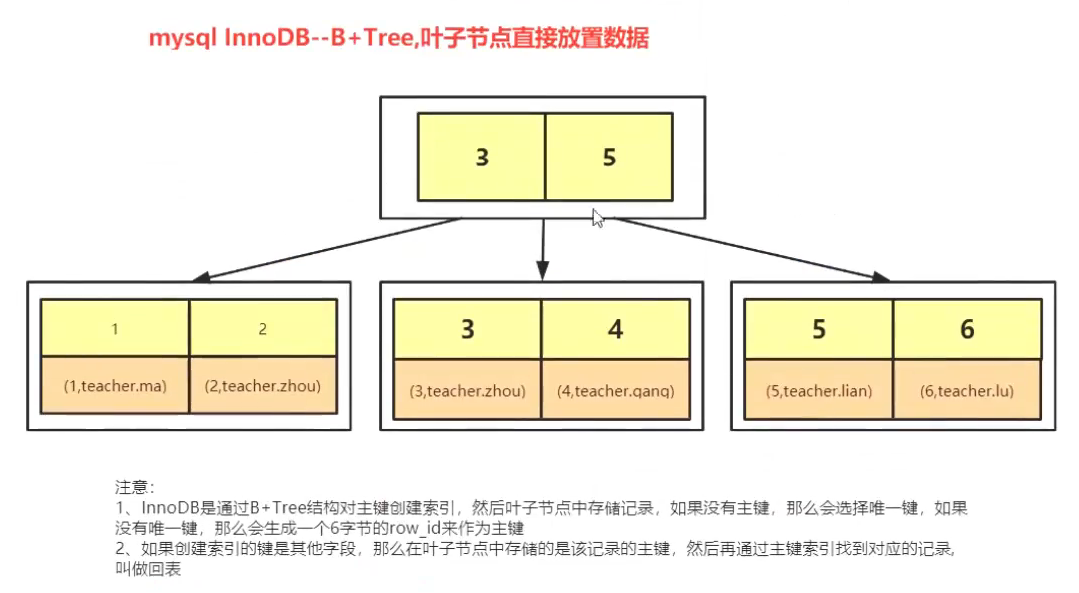 mysql InnoDB--B+Tree,叶子节点直接放置数据
3 5
1 2
(1,teacher.ma) (2,teacher.zhou)
3 4
(3,teacher.zhou) (4,teacher.gang)
5 6
(5,teacher.lian) (6,teacher.lu)
注意：
1、InnoDB是通过B+Tree结构对主键创建索引，然后叶子节点中存储记录，如果没有主键，那么会选择唯一键，如果
没有唯一键，那么会生成一个6字节的row_id来作为主键
2、如果创建索引的键是其他字段，那么在叶子节点中存储的是该记录的主键，然后再通过主键索引找到对应的记录,
叫做回表